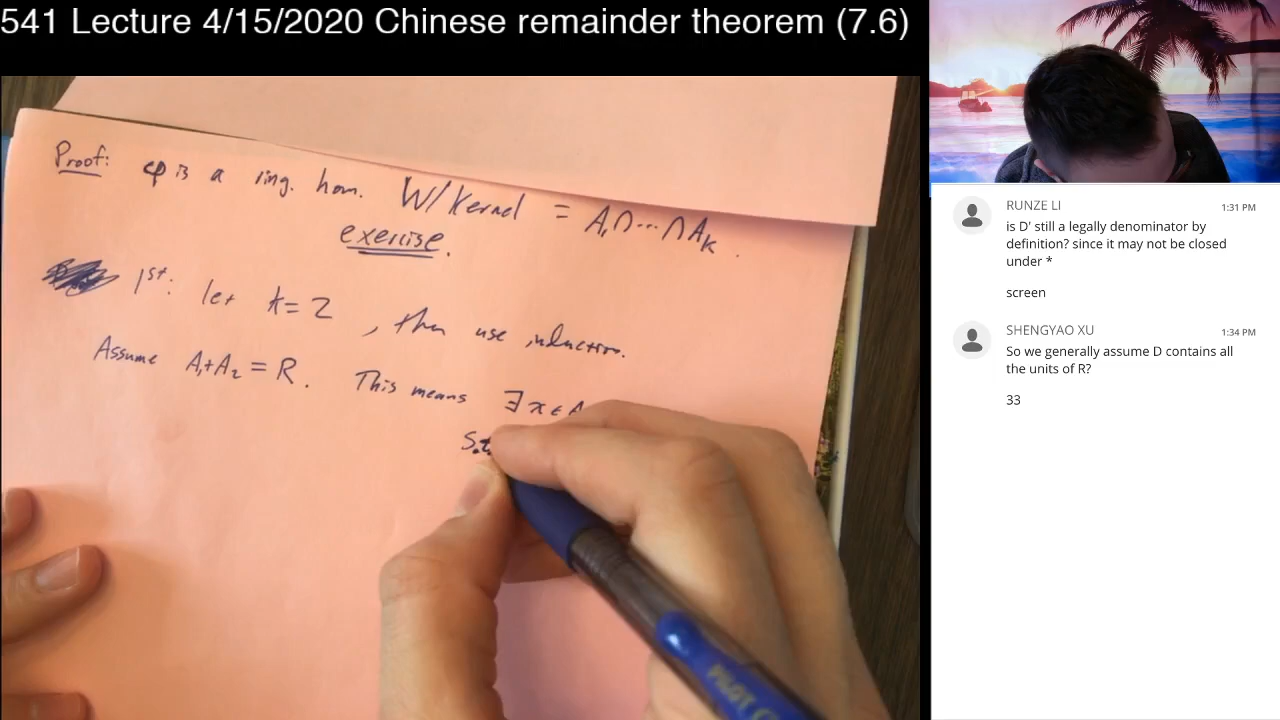 541 Lecture 4/15/2020 Chinese remainder theorem (7.6)
Proof: φ is a ring. hom. W/ Kernel = A₁∩···∩Aₖ.
exercise.
1st: let k=2, then use induction.
Assume A₁+A₂ = R. This means ∃ x ∈ A
s.t.
PILOT
RUNZE LI 1:31 PM
is D' still a legally denominator by
definition? since it may not be closed
under *
screen
SHENGYAO XU 1:34 PM
So we generally assume D contains all
the units of R?
33